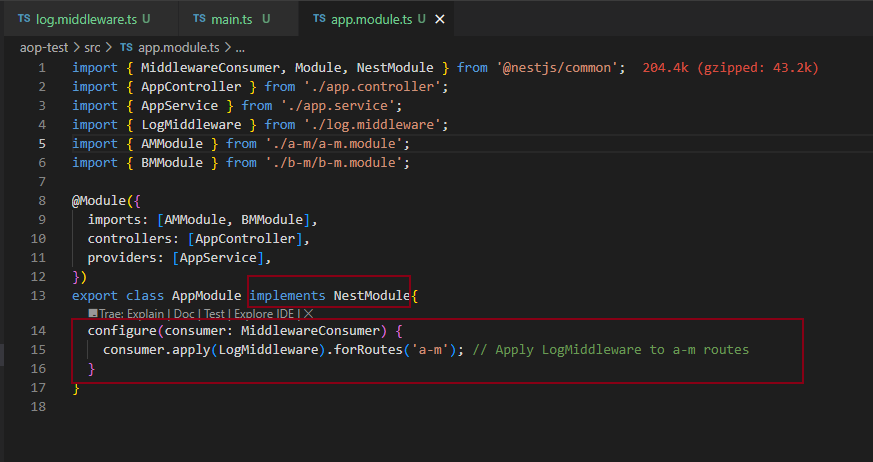 TS log.middleware.ts U TS main.ts U TS app.module.ts U ✕
aop-test > src > TS app.module.ts > ...
1 import { MiddlewareConsumer, Module, NestModule } from '@nestjs/common'; 204.4k (gzipped: 43.2k)
2 import { AppController } from './app.controller';
3 import { AppService } from './app.service';
4 import { LogMiddleware } from './log.middleware';
5 import { AMModule } from './a-m/a-m.module';
6 import { BMModule } from './b-m/b-m.module';
7
8 @Module({
9 imports: [AMModule, BMModule],
10 controllers: [AppController],
11 providers: [AppService],
12 })
13 export class AppModule implements NestModule{
Trae: Explain | Doc | Test | Explore IDE | ✕
14 configure(consumer: MiddlewareConsumer) {
15 consumer.apply(LogMiddleware).forRoutes('a-m'); // Apply LogMiddleware to a-m routes
16 }
17 }
18